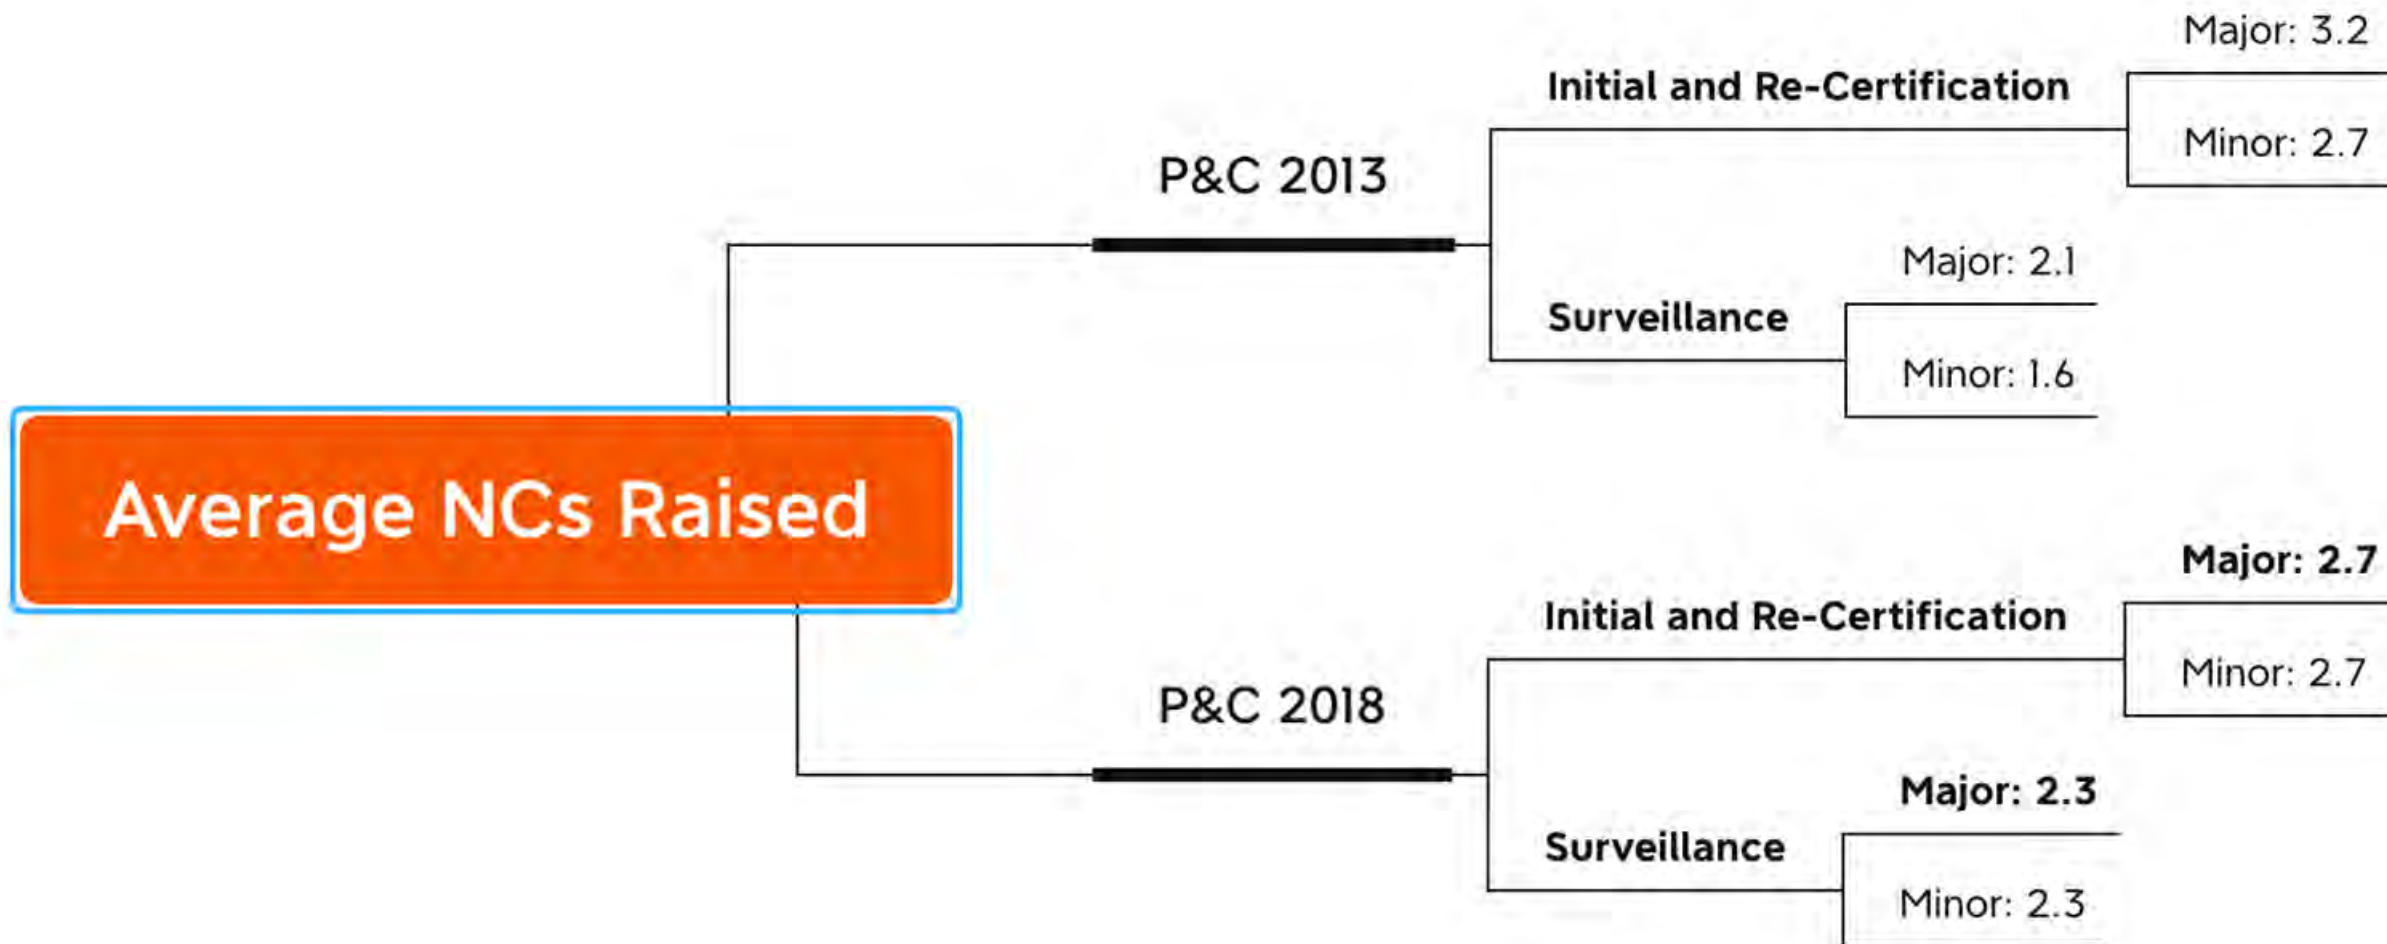 Average NCs Raised
P&C 2013
Initial and Re-Certification
Major: 3.2
Minor: 2.7
Surveillance
Major: 2.1
Minor: 1.6
P&C 2018
Initial and Re-Certification
Major: 2.7
Minor: 2.7
Surveillance
Major: 2.3
Minor: 2.3